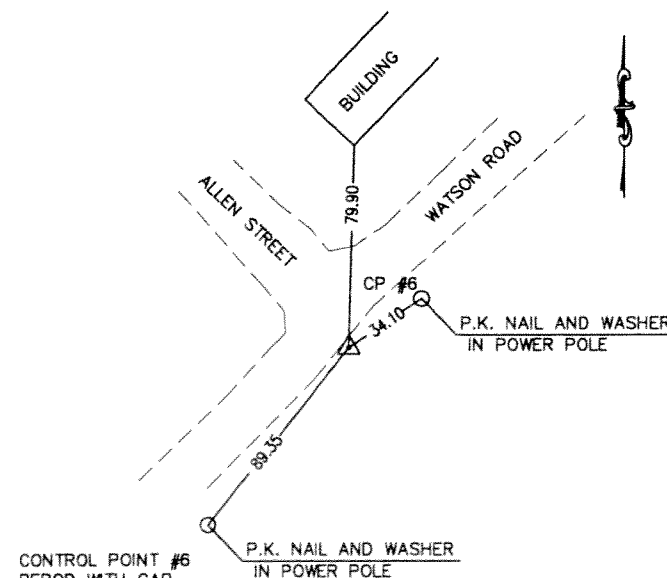 BUILDING
ALLEN STREET
WATSON ROAD
79.90
CP #6
34.10
P.K. NAIL AND WASHER
IN POWER POLE
89.35
P.K. NAIL AND WASHER
IN POWER POLE
CONTROL POINT #6